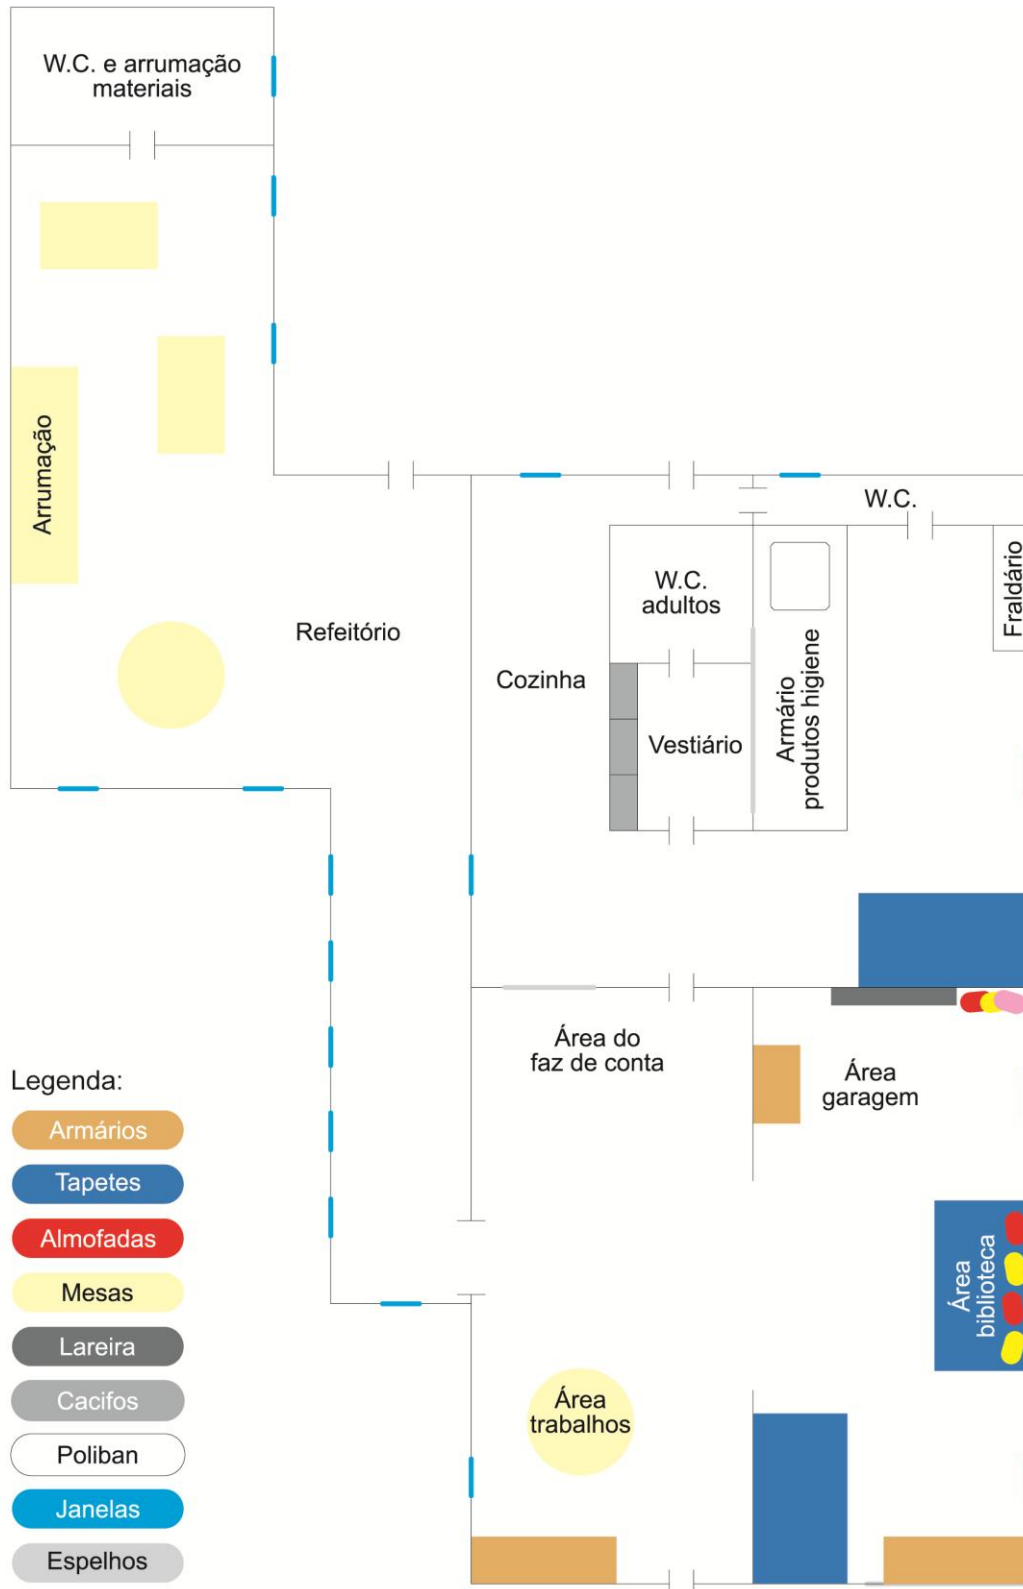 W.C. e arrumação
materiais
Arrumação
Refeitório
W.C.
Fraldário
W.C.
adultos
Cozinha
Vestiário
Armário
produtos higiene
Área do
faz de conta
Área
garagem
Área
biblioteca
Área
trabalhos
Legenda:
Armários
Tapetes
Almofadas
Mesas
Lareira
Cacifos
Poliban
Janelas
Espelhos